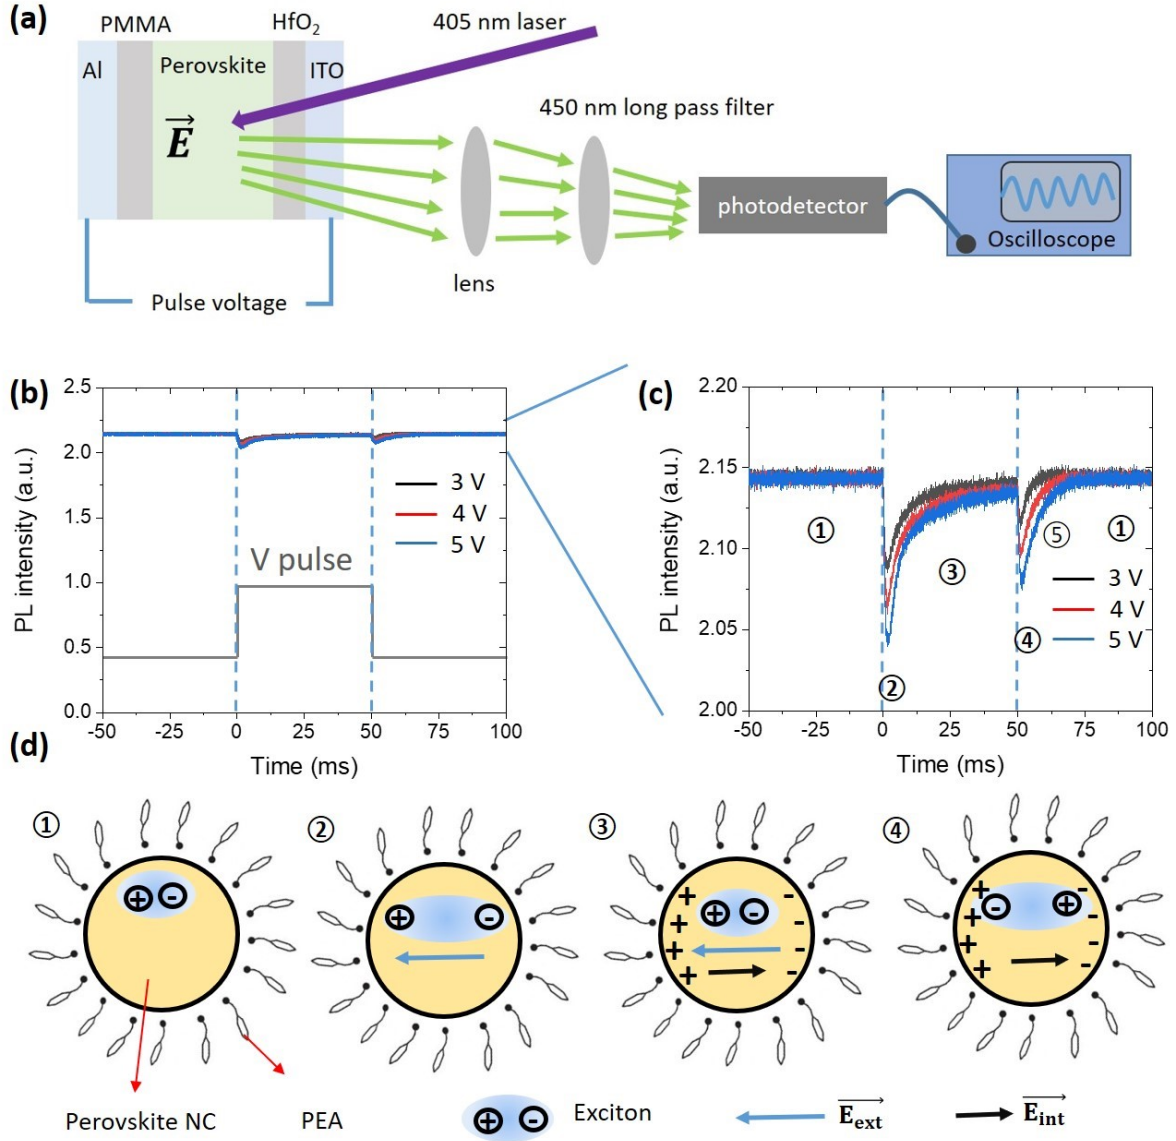 (a)
PMMA
HfO₂
405 nm laser
Al
Perovskite
ITO
E
450 nm long pass filter
photodetector
Oscilloscope
lens
Pulse voltage
(b)
PL intensity (a.u.)
2.5
2.0
1.5
1.0
0.5
0.0
3 V
4 V
5 V
V pulse
-50 -25 0 25 50 75 100
Time (ms)
(c)
PL intensity (a.u.)
2.20
2.15
2.10
2.05
2.00
① ② ③ ④ ⑤ ①
3 V
4 V
5 V
-50 -25 0 25 50 75 100
Time (ms)
(d)
① ② ③ ④
+ -
+ -
+ + + + + - - - - -
+ + + + - + - - - -
Perovskite NC
PEA
+ -
Exciton
E_ext
E_int